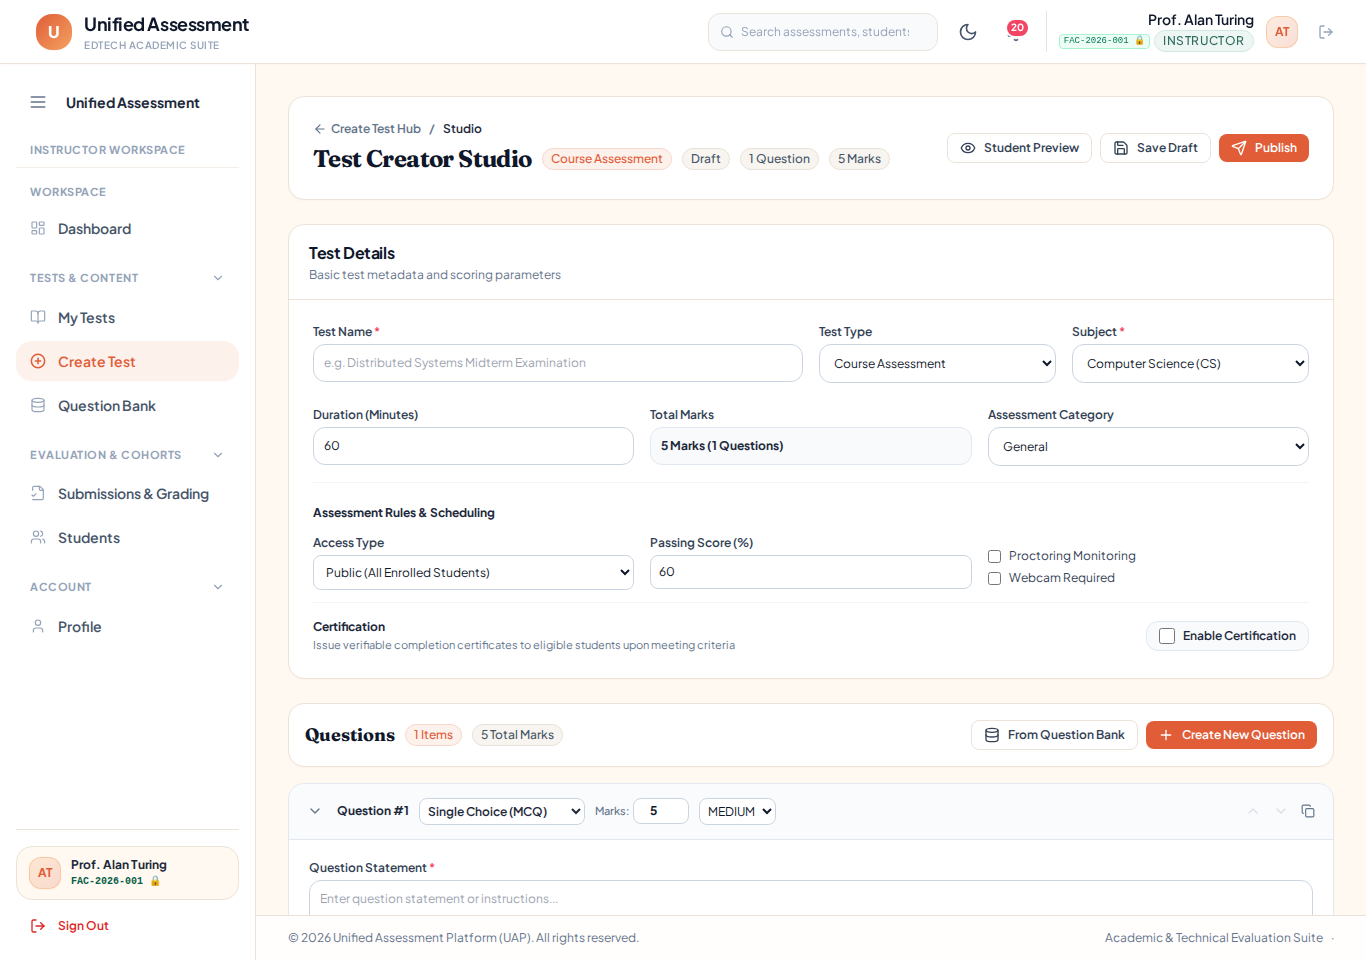 U
Unified Assessment
EDTECH ACADEMIC SUITE
Search assessments, students
20
Prof. Alan Turing
FAC-2026-001 🔒
INSTRUCTOR
AT
Unified Assessment
INSTRUCTOR WORKSPACE
WORKSPACE
Dashboard
TESTS & CONTENT
My Tests
Create Test
Question Bank
EVALUATION & COHORTS
Submissions & Grading
Students
ACCOUNT
Profile
AT
Prof. Alan Turing
FAC-2026-001 🔒
Sign Out
Create Test Hub / Studio
Test Creator Studio
Course Assessment
Draft
1 Question
5 Marks
Student Preview
Save Draft
Publish
Test Details
Basic test metadata and scoring parameters
Test Name *
Test Type
Subject *
e.g. Distributed Systems Midterm Examination
Course Assessment
Computer Science (CS)
Duration (Minutes)
Total Marks
Assessment Category
60
5 Marks (1 Questions)
General
Assessment Rules & Scheduling
Access Type
Passing Score (%)
Public (All Enrolled Students)
60
Proctoring Monitoring
Webcam Required
Certification
Issue verifiable completion certificates to eligible students upon meeting criteria
Enable Certification
Questions
1 Items
5 Total Marks
From Question Bank
Create New Question
Question #1
Single Choice (MCQ)
Marks:
5
MEDIUM
Question Statement *
Enter question statement or instructions...
© 2026 Unified Assessment Platform (UAP). All rights reserved.
Academic & Technical Evaluation Suite ·